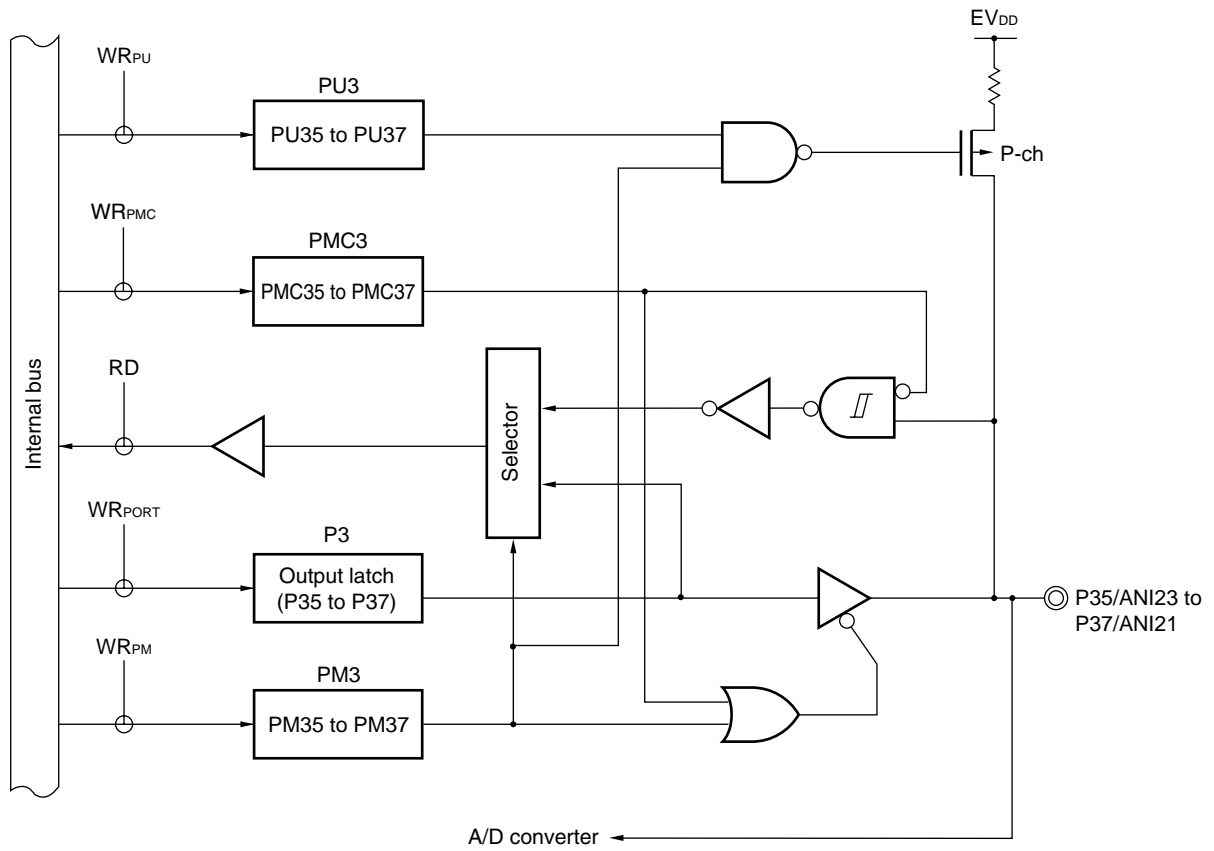 EVDD
WRPU
PU3
PU35 to PU37
P-ch
WRPMC
PMC3
PMC35 to PMC37
RD
Internal bus
Selector
WRPORT
P3
Output latch
(P35 to P37)
P35/ANI23 to
P37/ANI21
WRPM
PM3
PM35 to PM37
A/D converter